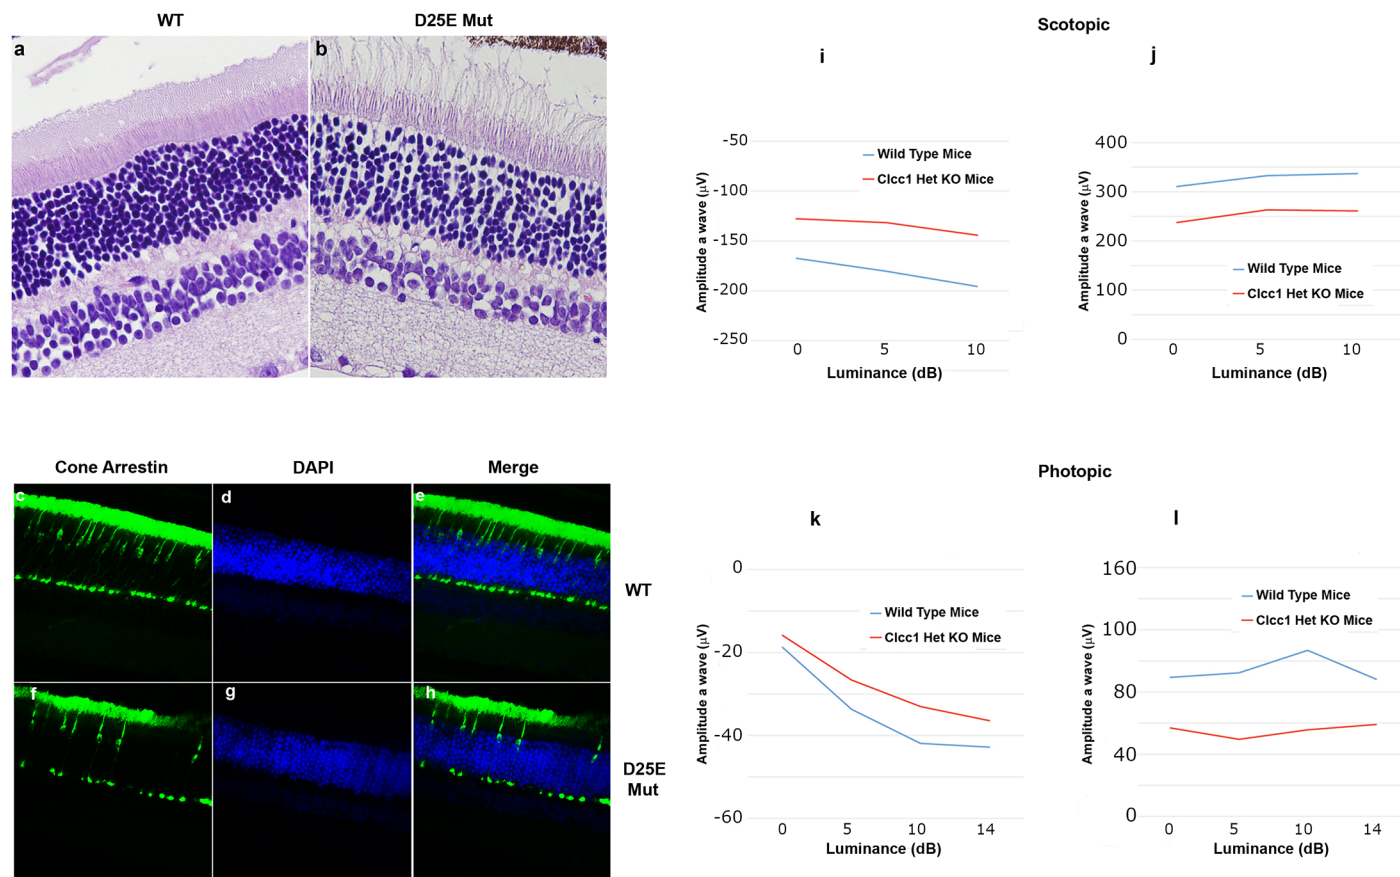 WT
D25E Mut
a
b
Cone Arrestin
DAPI
Merge
c
d
e
WT
f
g
h
D25E
Mut
Scotopic
i
j
-50
-100
-150
-200
-250
Amplitude a wave (μV)
Wild Type Mice
Clcc1 Het KO Mice
0 5 10
Luminance (dB)
400
300
200
100
0
Amplitude a wave (μV)
Wild Type Mice
Clcc1 Het KO Mice
0 5 10
Luminance (dB)
Photopic
k
l
0
-20
-40
-60
Amplitude a wave (μV)
Wild Type Mice
Clcc1 Het KO Mice
0 5 10 14
Luminance (dB)
160
100
80
40
0
Amplitude a wave (μV)
Wild Type Mice
Clcc1 Het KO Mice
0 5 10 14
Luminance (dB)